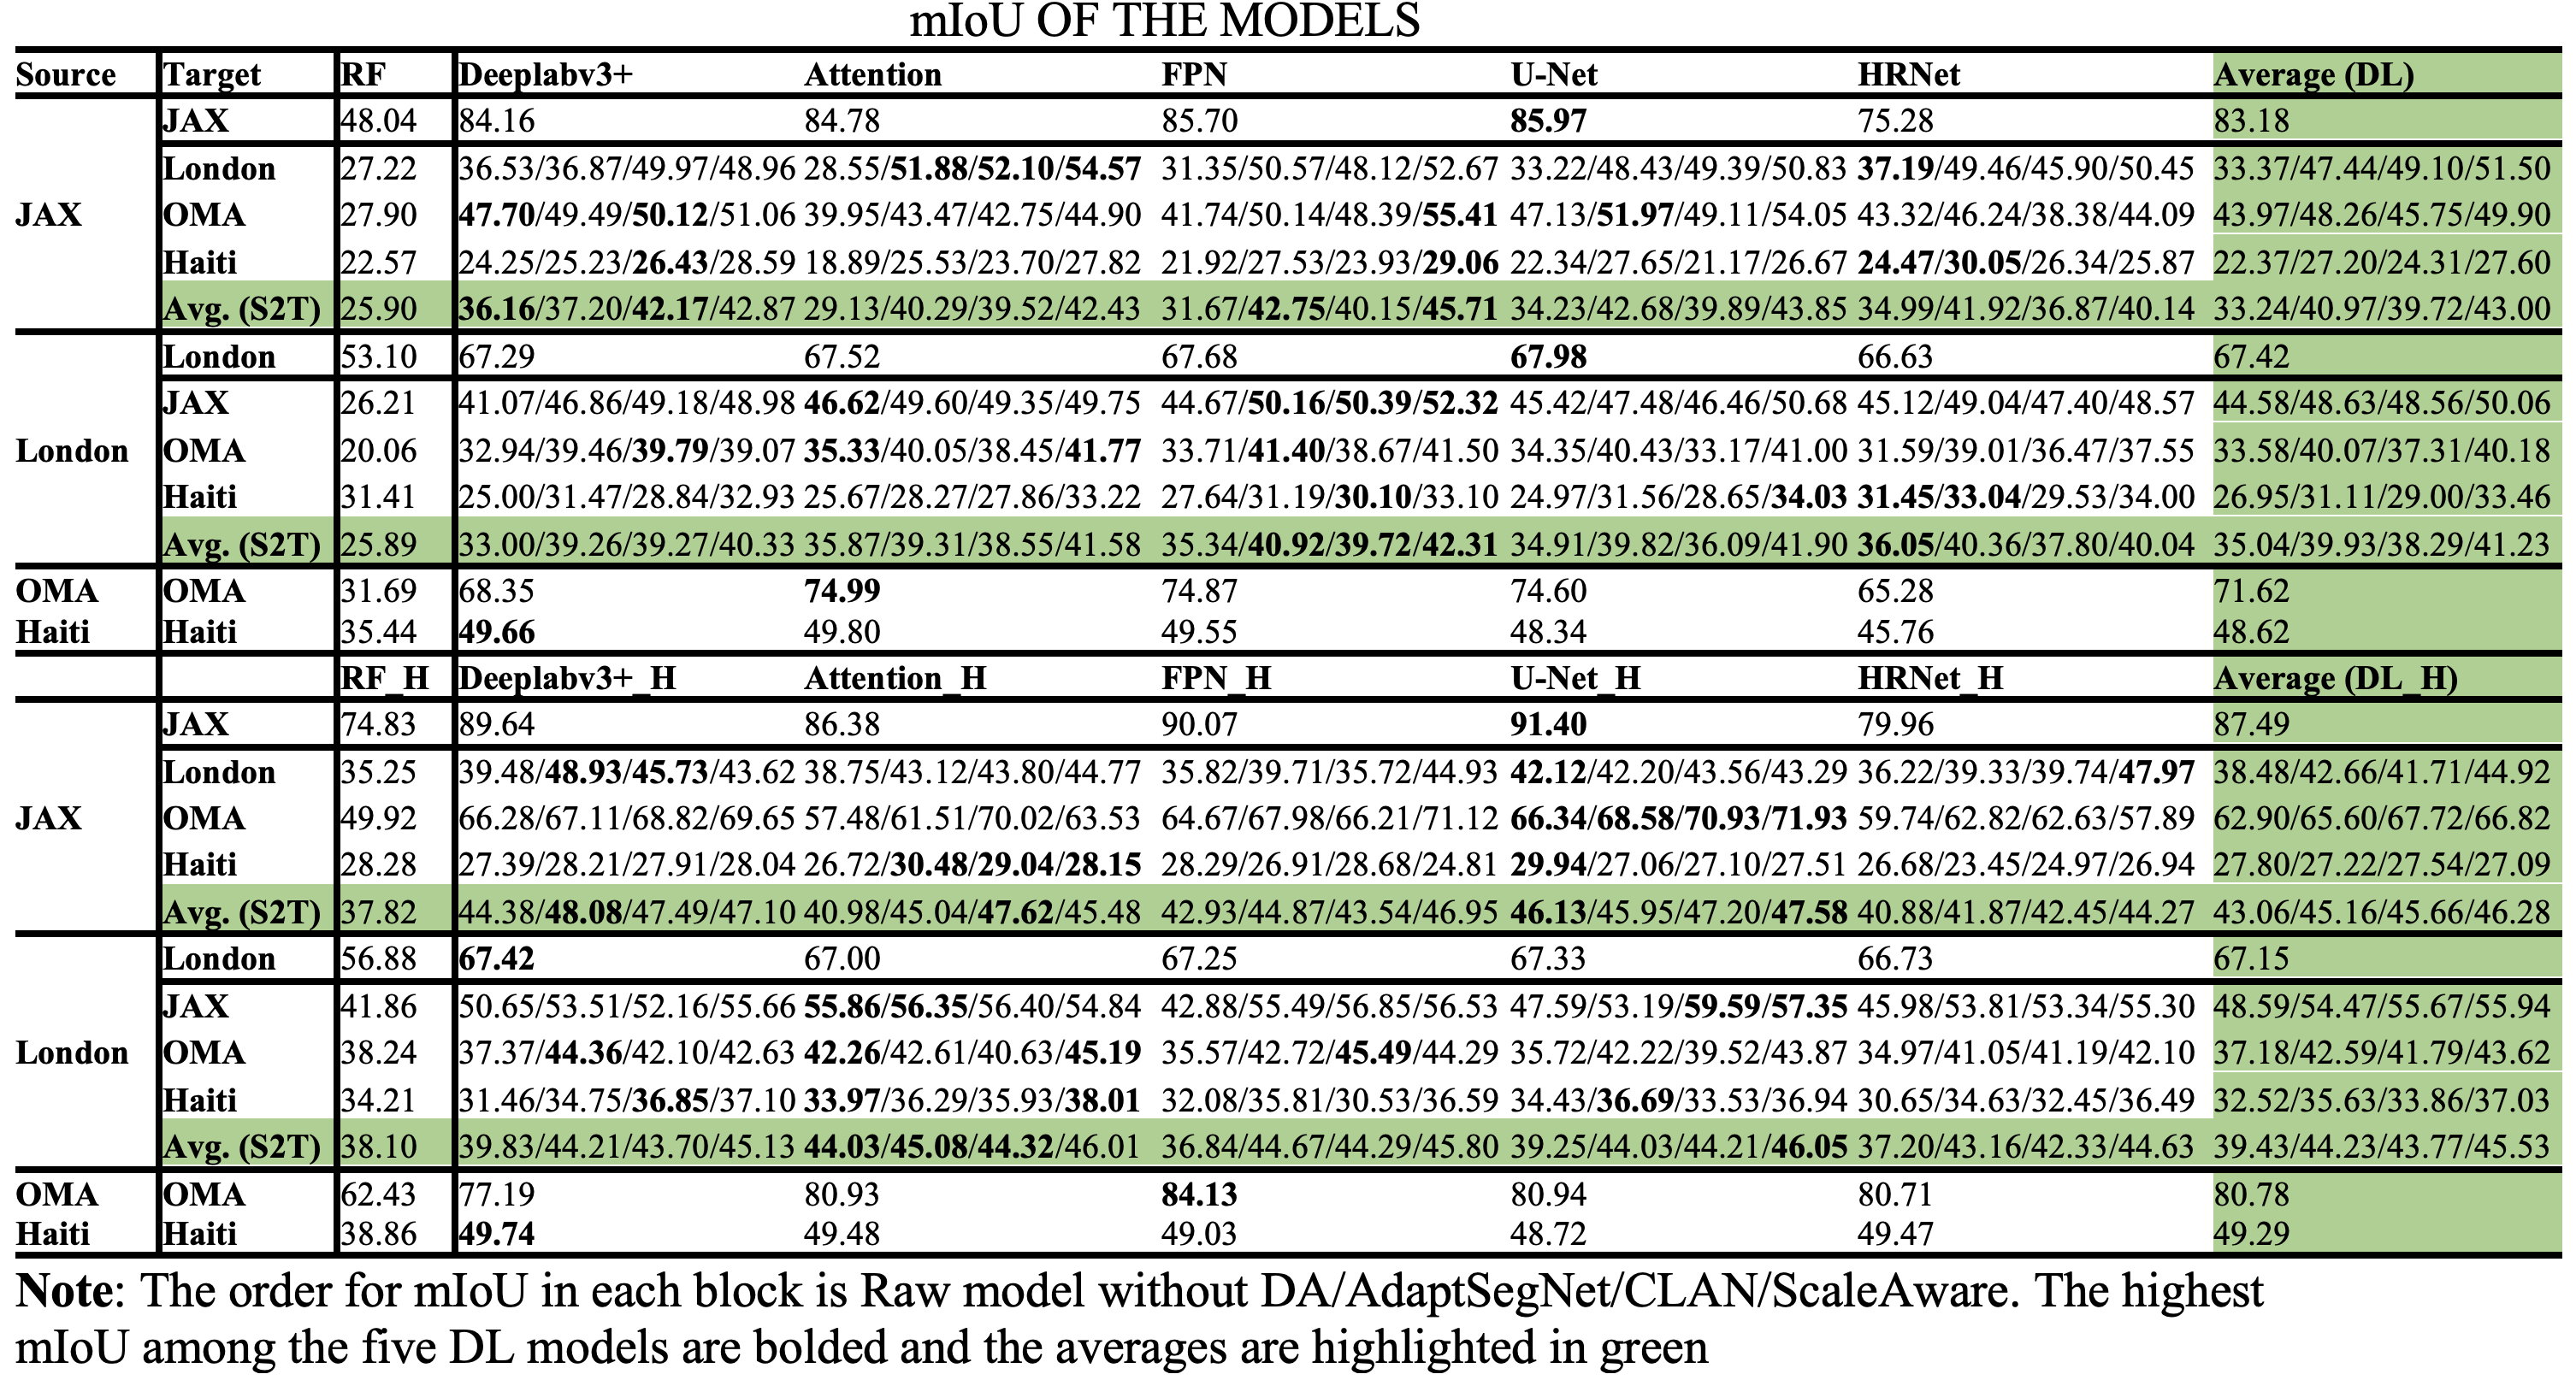 mIoU OF THE MODELS
Source Target RF Deeplabv3+ Attention FPN U-Net HRNet Average (DL)
JAX 48.04 84.16 84.78 85.70 85.97 75.28 83.18
London 27.22 36.53/36.87/49.97/48.96 28.55/51.88/52.10/54.57 31.35/50.57/48.12/52.67 33.22/48.43/49.39/50.83 37.19/49.46/45.90/50.45 33.37/47.44/49.10/51.50
JAX OMA 27.90 47.70/49.49/50.12/51.06 39.95/43.47/42.75/44.90 41.74/50.14/48.39/55.41 47.13/51.97/49.11/54.05 43.32/46.24/38.38/44.09 43.97/48.26/45.75/49.90
Haiti 22.57 24.25/25.23/26.43/28.59 18.89/25.53/23.70/27.82 21.92/27.53/23.93/29.06 22.34/27.65/21.17/26.67 24.47/30.05/26.34/25.87 22.37/27.20/24.31/27.60
Avg. (S2T) 25.90 36.16/37.20/42.17/42.87 29.13/40.29/39.52/42.43 31.67/42.75/40.15/45.71 34.23/42.68/39.89/43.85 34.99/41.92/36.87/40.14 33.24/40.97/39.72/43.00
London 53.10 67.29 67.52 67.68 67.98 66.63 67.42
JAX 26.21 41.07/46.86/49.18/48.98 46.62/49.60/49.35/49.75 44.67/50.16/50.39/52.32 45.42/47.48/46.46/50.68 45.12/49.04/47.40/48.57 44.58/48.63/48.56/50.06
London OMA 20.06 32.94/39.46/39.79/39.07 35.33/40.05/38.45/41.77 33.71/41.40/38.67/41.50 34.35/40.43/33.17/41.00 31.59/39.01/36.47/37.55 33.58/40.07/37.31/40.18
Haiti 31.41 25.00/31.47/28.84/32.93 25.67/28.27/27.86/33.22 27.64/31.19/30.10/33.10 24.97/31.56/28.65/34.03 31.45/33.04/29.53/34.00 26.95/31.11/29.00/33.46
Avg. (S2T) 25.89 33.00/39.26/39.27/40.33 35.87/39.31/38.55/41.58 35.34/40.92/39.72/42.31 34.91/39.82/36.09/41.90 36.05/40.36/37.80/40.04 35.04/39.93/38.29/41.23
OMA OMA 31.69 68.35 74.99 74.87 74.60 65.28 71.62
Haiti Haiti 35.44 49.66 49.80 49.55 48.34 45.76 48.62
RF_H Deeplabv3+_H Attention_H FPN_H U-Net_H HRNet_H Average (DL_H)
JAX 74.83 89.64 86.38 90.07 91.40 79.96 87.49
London 35.25 39.48/48.93/45.73/43.62 38.75/43.12/43.80/44.77 35.82/39.71/35.72/44.93 42.12/42.20/43.56/43.29 36.22/39.33/39.74/47.97 38.48/42.66/41.71/44.92
JAX OMA 49.92 66.28/67.11/68.82/69.65 57.48/61.51/70.02/63.53 64.67/67.98/66.21/71.12 66.34/68.58/70.93/71.93 59.74/62.82/62.63/57.89 62.90/65.60/67.72/66.82
Haiti 28.28 27.39/28.21/27.91/28.04 26.72/30.48/29.04/28.15 28.29/26.91/28.68/24.81 29.94/27.06/27.10/27.51 26.68/23.45/24.97/26.94 27.80/27.22/27.54/27.09
Avg. (S2T) 37.82 44.38/48.08/47.49/47.10 40.98/45.04/47.62/45.48 42.93/44.87/43.54/46.95 46.13/45.95/47.20/47.58 40.88/41.87/42.45/44.27 43.06/45.16/45.66/46.28
London 56.88 67.42 67.00 67.25 67.33 66.73 67.15
JAX 41.86 50.65/53.51/52.16/55.66 55.86/56.35/56.40/54.84 42.88/55.49/56.85/56.53 47.59/53.19/59.59/57.35 45.98/53.81/53.34/55.30 48.59/54.47/55.67/55.94
London OMA 38.24 37.37/44.36/42.10/42.63 42.26/42.61/40.63/45.19 35.57/42.72/45.49/44.29 35.72/42.22/39.52/43.87 34.97/41.05/41.19/42.10 37.18/42.59/41.79/43.62
Haiti 34.21 31.46/34.75/36.85/37.10 33.97/36.29/35.93/38.01 32.08/35.81/30.53/36.59 34.43/36.69/33.53/36.94 30.65/34.63/32.45/36.49 32.52/35.63/33.86/37.03
Avg. (S2T) 38.10 39.83/44.21/43.70/45.13 44.03/45.08/44.32/46.01 36.84/44.67/44.29/45.80 39.25/44.03/44.21/46.05 37.20/43.16/42.33/44.63 39.43/44.23/43.77/45.53
OMA OMA 62.43 77.19 80.93 84.13 80.94 80.71 80.78
Haiti Haiti 38.86 49.74 49.48 49.03 48.72 49.47 49.29
Note: The order for mIoU in each block is Raw model without DA/AdaptSegNet/CLAN/ScaleAware. The highest
mIoU among the five DL models are bolded and the averages are highlighted in green